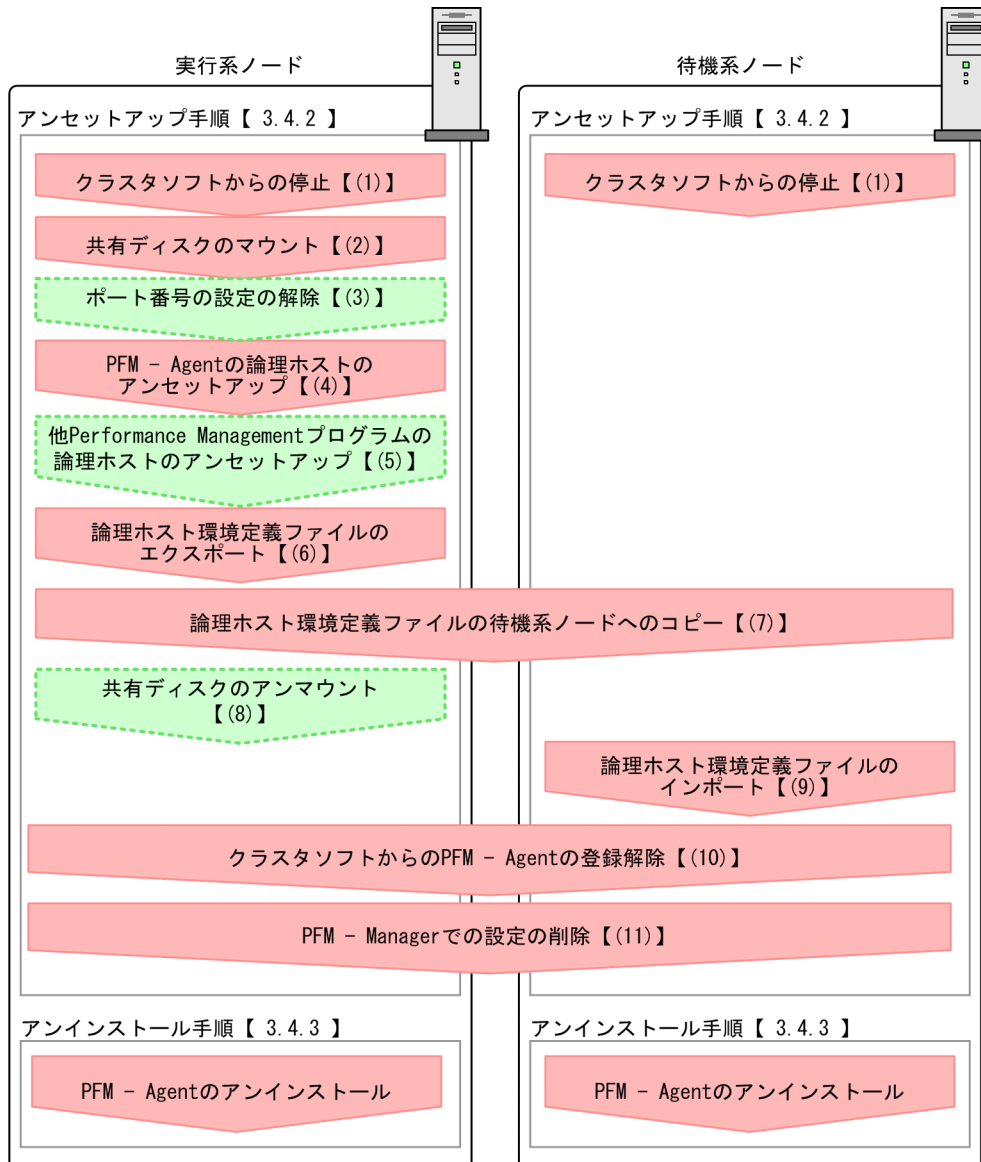 実行系ノード
待機系ノード
アンセットアップ手順【 3.4.2 】
アンセットアップ手順【 3.4.2 】
クラスタソフトからの停止【(1)】
クラスタソフトからの停止【(1)】
共有ディスクのマウント【(2)】
ポート番号の設定の解除【(3)】
PFM － Agentの論理ホストの
アンセットアップ【(4)】
他Performance Managementプログラムの
論理ホストのアンセットアップ【(5)】
論理ホスト環境定義ファイルの
エクスポート【(6)】
論理ホスト環境定義ファイルの待機系ノードへのコピー【(7)】
共有ディスクのアンマウント
【(8)】
論理ホスト環境定義ファイルの
インポート【(9)】
クラスタソフトからのPFM － Agentの登録解除【(10)】
PFM － Managerでの設定の削除【(11)】
アンインストール手順【 3.4.3 】
アンインストール手順【 3.4.3 】
PFM － Agentのアンインストール
PFM － Agentのアンインストール